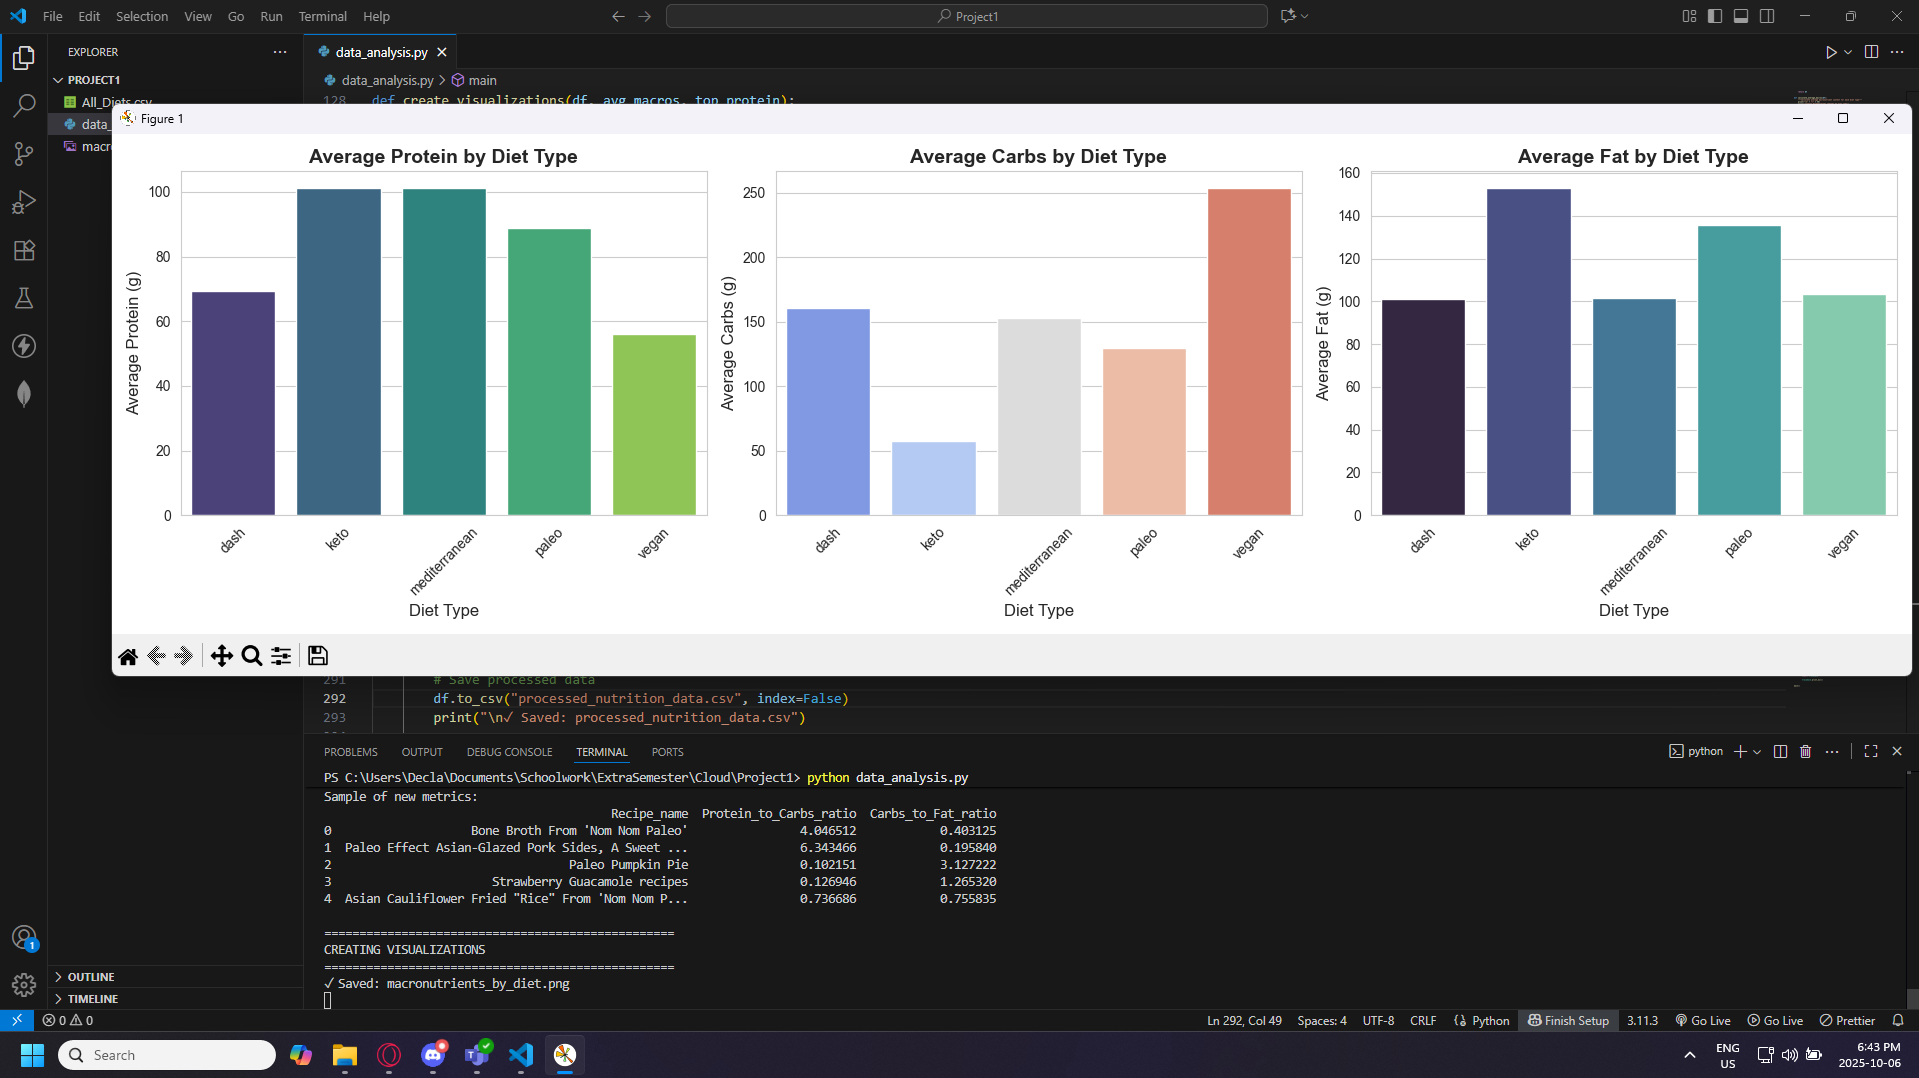 File Edit Selection View Go Run Terminal Help
Project1
EXPLORER
PROJECT1
All_Diets.csv
data_
macr
data_analysis.py
data_analysis.py > main
128 def create_visualizations(df, avg_macros, top_protein):
Figure 1
Average Protein by Diet Type
Average Protein (g)
100
80
60
40
20
0
dash
keto
mediterranean
paleo
vegan
Diet Type
Average Carbs by Diet Type
Average Carbs (g)
250
200
150
100
50
0
dash
keto
mediterranean
paleo
vegan
Diet Type
Average Fat by Diet Type
Average Fat (g)
160
140
120
100
80
60
40
20
0
dash
keto
mediterranean
paleo
vegan
Diet Type
291 # Save processed data
292 df.to_csv("processed_nutrition_data.csv", index=False)
293 print("\n✓ Saved: processed_nutrition_data.csv")
PROBLEMS OUTPUT DEBUG CONSOLE TERMINAL PORTS
python
PS C:\Users\Decla\Documents\Schoolwork\ExtraSemester\Cloud\Project1> python data_analysis.py
Sample of new metrics:
Recipe_name Protein_to_Carbs_ratio Carbs_to_Fat_ratio
0 Bone Broth From 'Nom Nom Paleo' 4.046512 0.403125
1 Paleo Effect Asian-Glazed Pork Sides, A Sweet ... 6.343466 0.195840
2 Paleo Pumpkin Pie 0.102151 3.127222
3 Strawberry Guacamole recipes 0.126946 1.265320
4 Asian Cauliflower Fried "Rice" From 'Nom Nom P... 0.736686 0.755835
==================================================
CREATING VISUALIZATIONS
==================================================
✓ Saved: macronutrients_by_diet.png
1
OUTLINE
TIMELINE
0 0
Ln 292, Col 49 Spaces: 4 UTF-8 CRLF Python Finish Setup 3.11.3 Go Live Go Live Prettier
Search
ENG
US
6:43 PM
2025-10-06